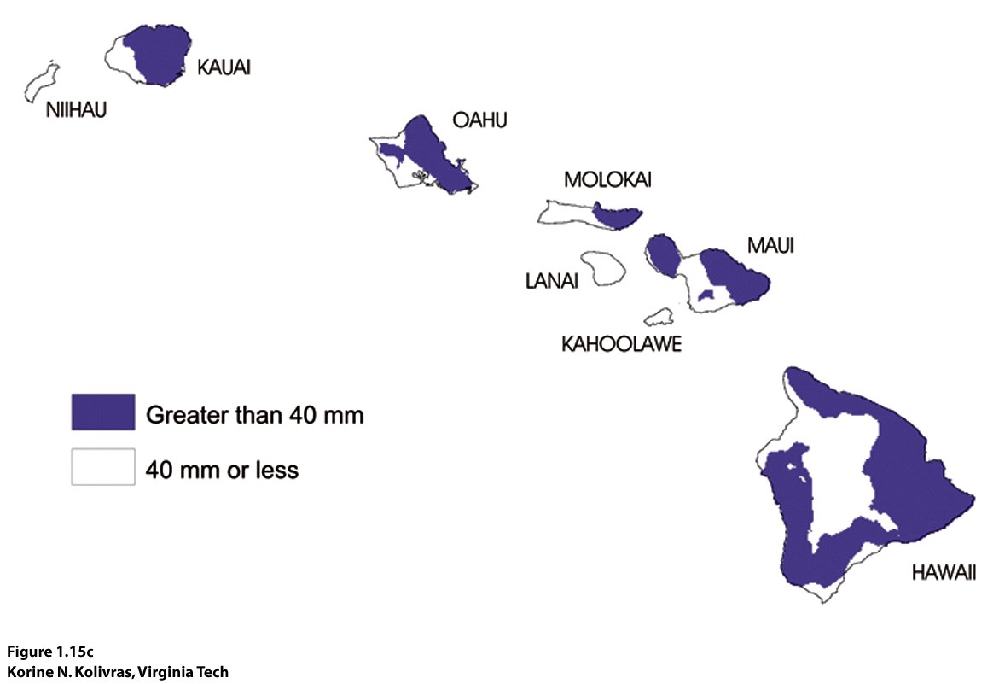 KAUAI
NIIHAU
OAHU
MOLOKAI
MAUI
LANAI
KAHOOLAWE
Greater than 40 mm
40 mm or less
HAWAII
Figure 1.15c
Korine N. Kolivras, Virginia Tech